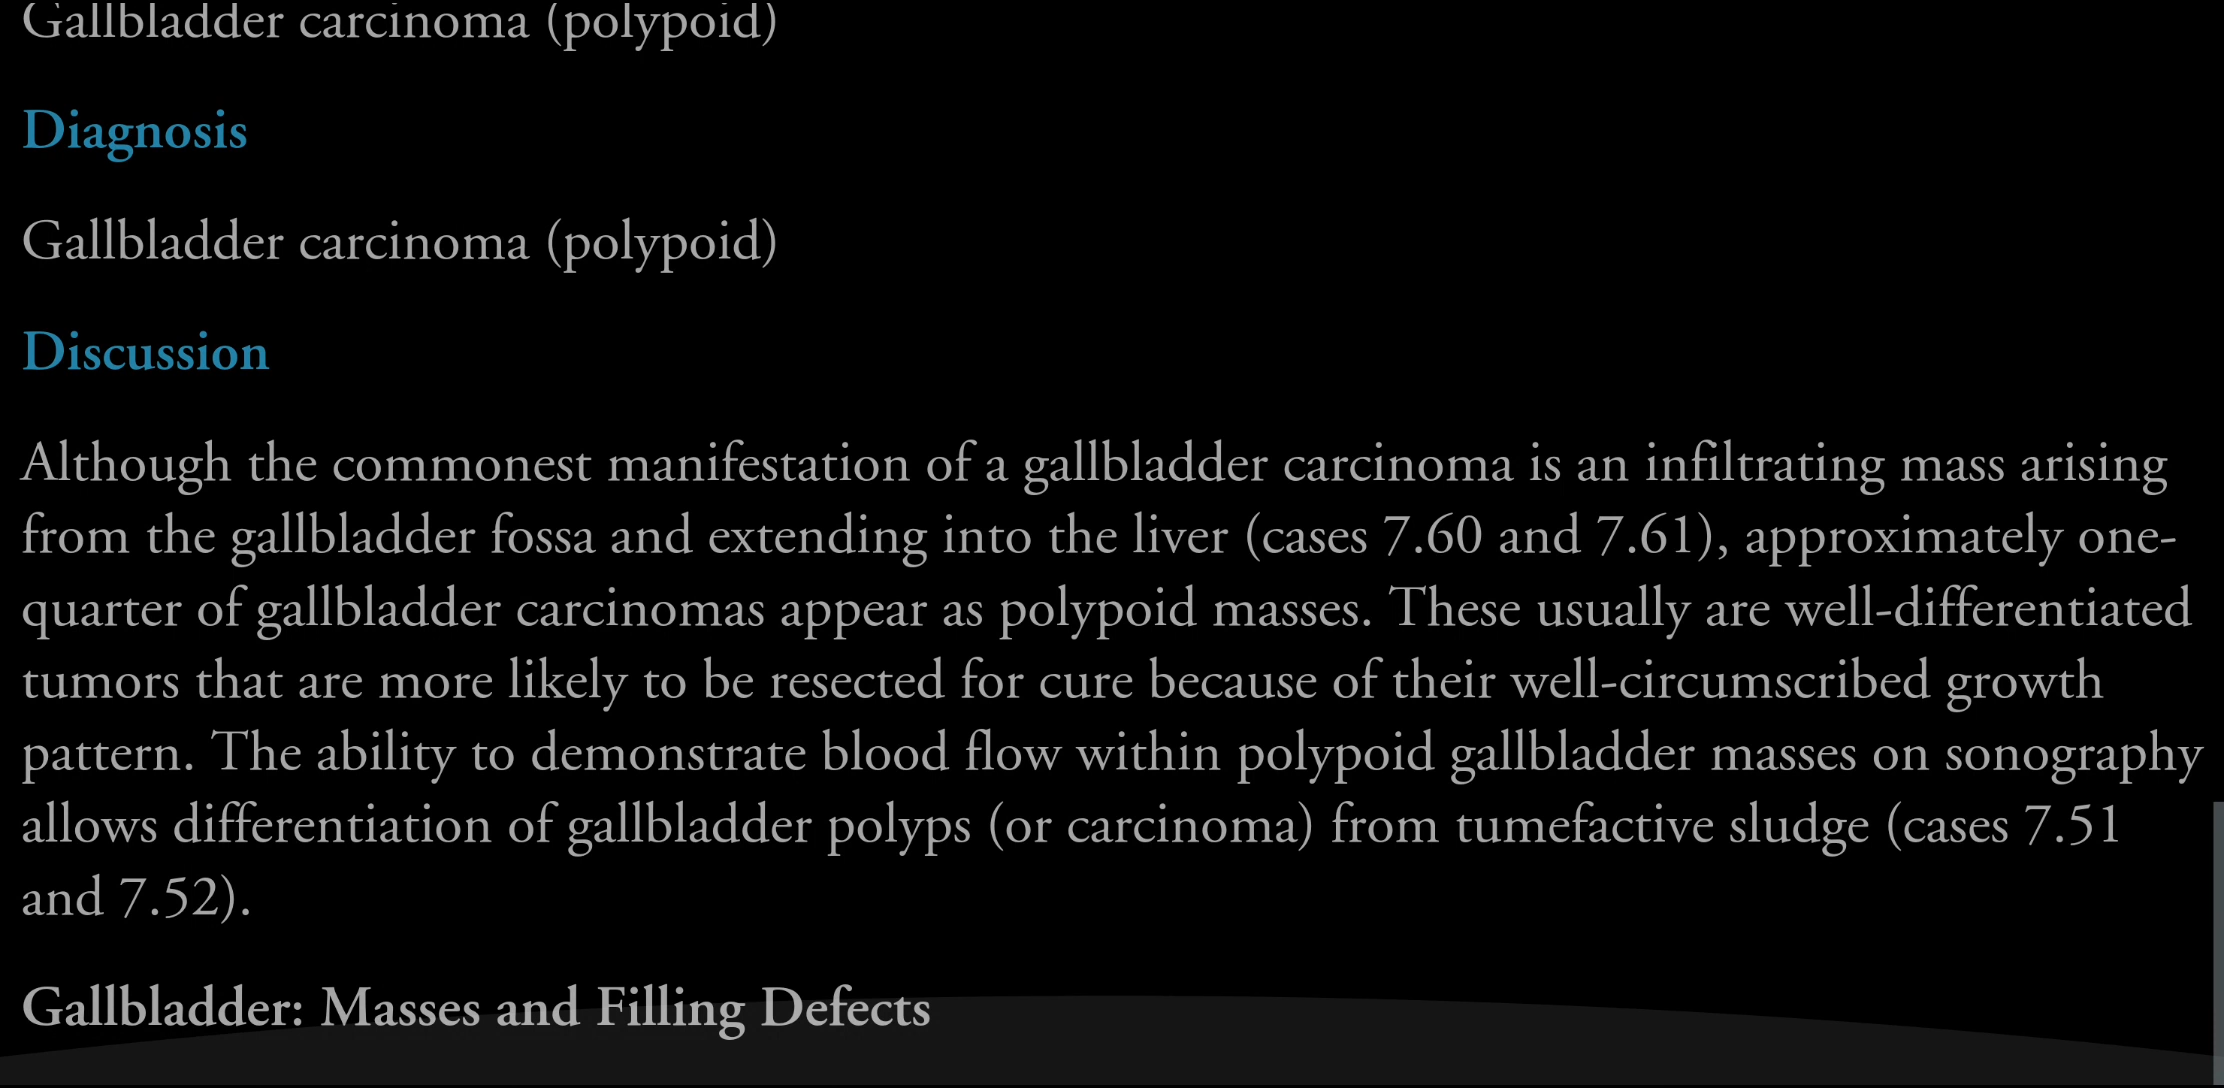 Gallbladder carcinoma (polypoid)
Diagnosis
Gallbladder carcinoma (polypoid)
Discussion
Although the commonest manifestation of a gallbladder carcinoma is an infiltrating mass arising
from the gallbladder fossa and extending into the liver (cases 7.60 and 7.61), approximately one-
quarter of gallbladder carcinomas appear as polypoid masses. These usually are well-differentiated
tumors that are more likely to be resected for cure because of their well-circumscribed growth
pattern. The ability to demonstrate blood flow within polypoid gallbladder masses on sonography
allows differentiation of gallbladder polyps (or carcinoma) from tumefactive sludge (cases 7.51
and 7.52).
Gallbladder: Masses and Filling Defects